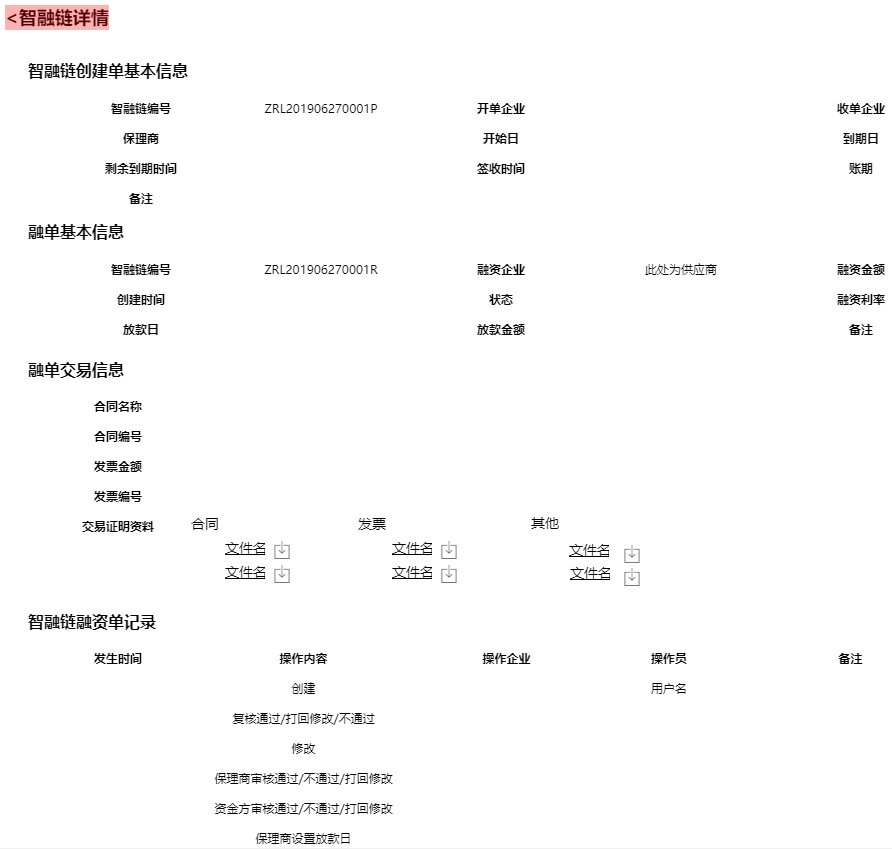 <智融链详情
智融链创建单基本信息
智融链编号 ZRL201906270001P 开单企业 收单企业
保理商 开始日 到期日
剩余到期时间 签收时间 账期
备注
融单基本信息
智融链编号 ZRL201906270001R 融资企业 此处为供应商 融资金额
创建时间 状态 融资利率
放款日 放款金额 备注
融单交易信息
合同名称
合同编号
发票金额
发票编号
交易证明资料 合同 发票 其他
文件名 文件名 文件名
文件名 文件名 文件名
智融链融资单记录
发生时间 操作内容 操作企业 操作员 备注
创建 用户名
复核通过/打回修改/不通过
修改
保理商审核通过/不通过/打回修改
资金方审核通过/不通过/打回修改
保理商设置放款日